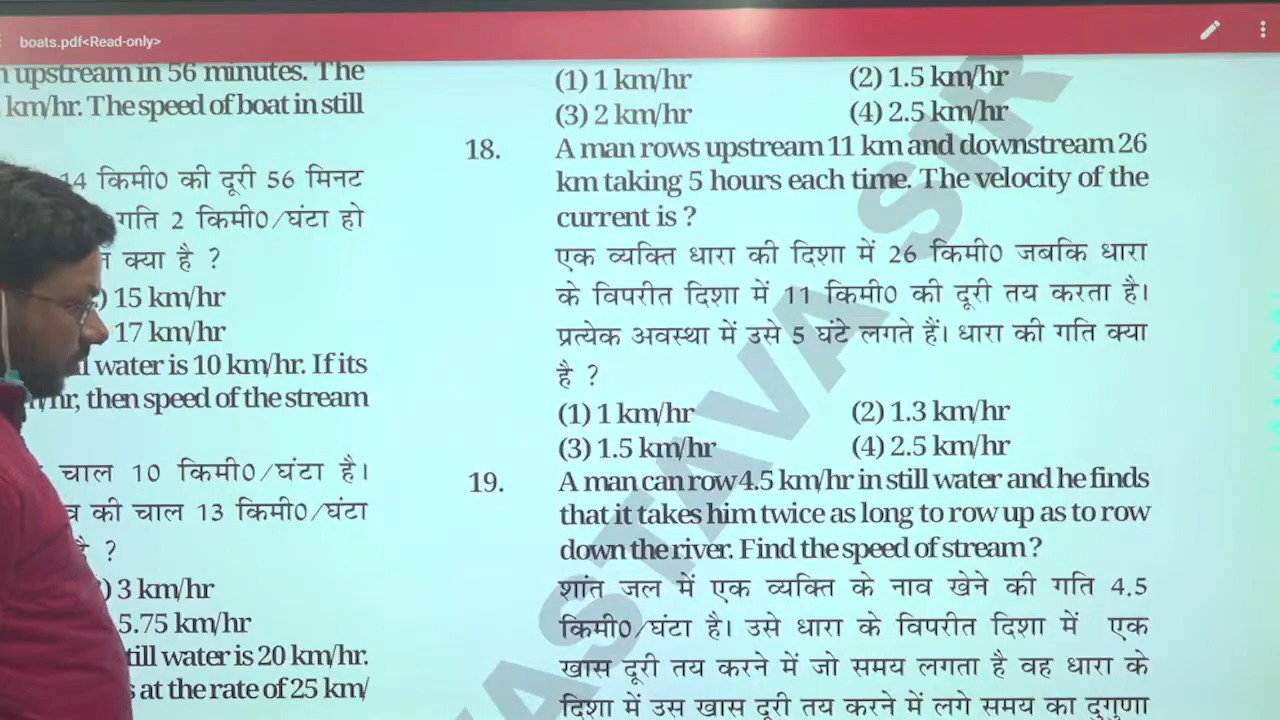 boats.pdf<Read-only>
upstream in 56 minutes. The
km/hr. The speed of boat in still
14 किमी0 की दूरी 56 मिनट
गति 2 किमी0/घंटा हो
क्या है ?
15 km/hr
17 km/hr
water is 10 km/hr. If its
then speed of the stream
चाल 10 किमी0/घंटा है।
की चाल 13 किमी0/घंटा
?
3 km/hr
5.75 km/hr
still water is 20 km/hr.
at the rate of 25 km/
(1) 1 km/hr (2) 1.5 km/hr
(3) 2 km/hr (4) 2.5 km/hr
18. A man rows upstream 11 km and downstream 26
km taking 5 hours each time. The velocity of the
current is ?
एक व्यक्ति धारा की दिशा में 26 किमी0 जबकि धारा
के विपरीत दिशा में 11 किमी0 की दूरी तय करता है।
प्रत्येक अवस्था में उसे 5 घंटे लगते हैं। धारा की गति क्या
है ?
(1) 1 km/hr (2) 1.3 km/hr
(3) 1.5 km/hr (4) 2.5 km/hr
19. A man can row 4.5 km/hr in still water and he finds
that it takes him twice as long to row up as to row
down the river. Find the speed of stream ?
शांत जल में एक व्यक्ति के नाव खेने की गति 4.5
किमी0/घंटा है। उसे धारा के विपरीत दिशा में एक
खास दूरी तय करने में जो समय लगता है वह धारा के
दिशा में उस खास दूरी तय करने में लगे समय का दुगुणा
VASTAVA SIR